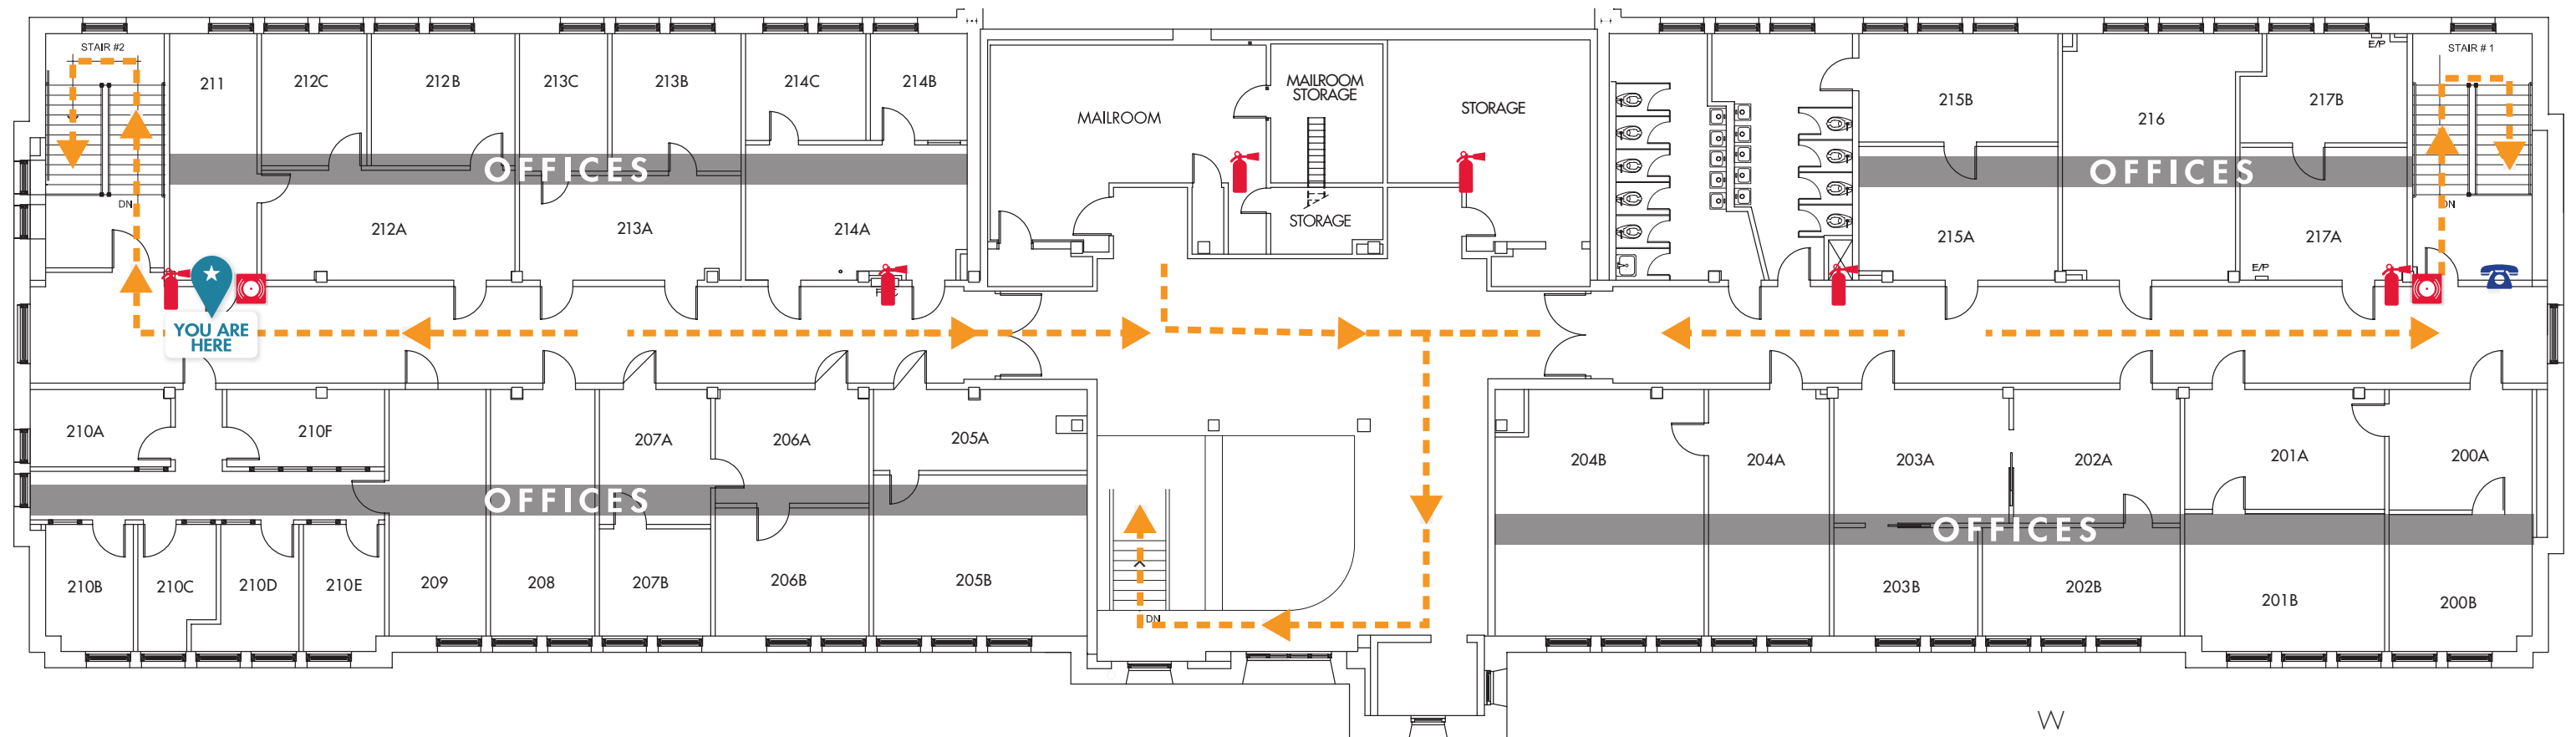 STAIR #2
211
212C
212B
213C
213B
214C
214B
MAILROOM
MAILROOM
STORAGE
STORAGE
STORAGE
215B
216
217B
E/P
STAIR # 1
OFFICES
OFFICES
DN
212A
213A
214A
215A
217A
E/P
DN
YOU ARE
HERE
210A
210F
207A
206A
205A
204B
204A
203A
202A
201A
200A
OFFICES
OFFICES
210B
210C
210D
210E
209
208
207B
206B
205B
203B
202B
201B
200B
DN
W